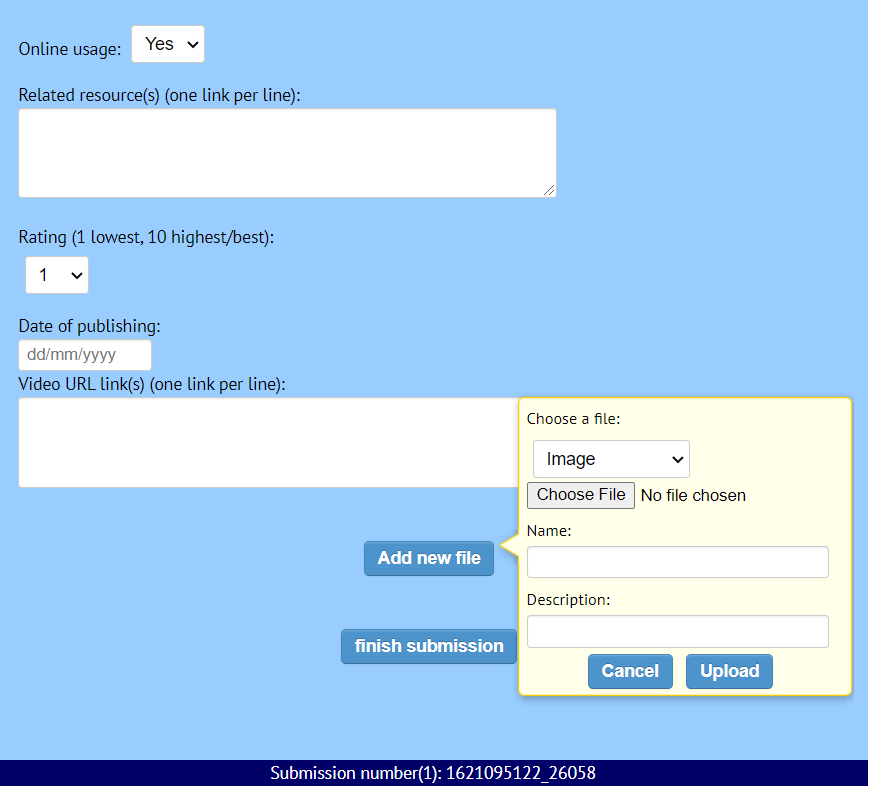 Online usage: Yes
Related resource(s) (one link per line):
Rating (1 lowest, 10 highest/best):
1
Date of publishing:
dd/mm/yyyy
Video URL link(s) (one link per line):
Choose a file:
Image
Choose File No file chosen
Name:
Add new file
Description:
finish submission
Cancel Upload
Submission number(1): 1621095122_26058